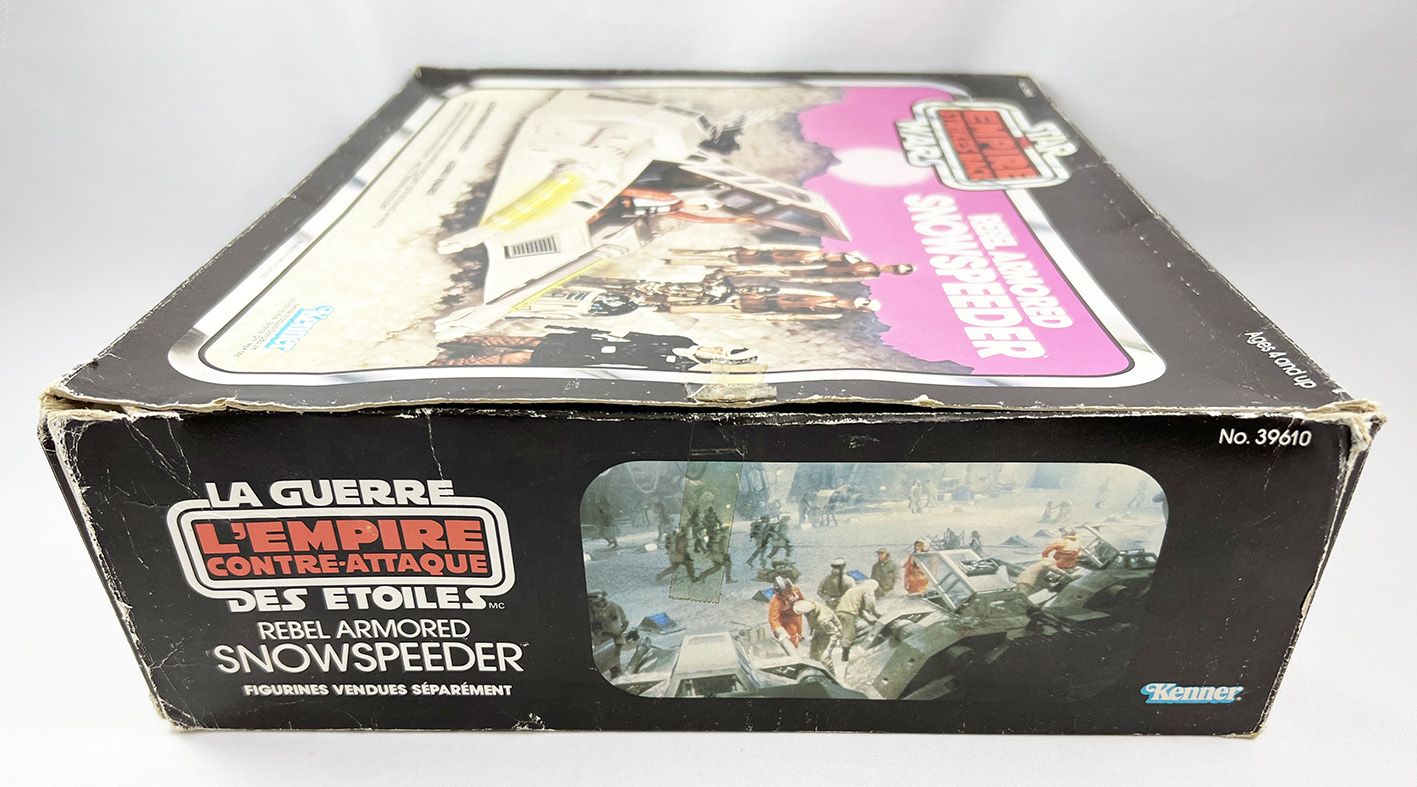 STAR
EMPIRE
STRIKES BACK
WARS
REBEL ARMORED
SNOWSPEEDER
Kenner
Ages 4 and up
No. 39610
LA GUERRE
L'EMPIRE
CONTRE-ATTAQUE
DES ETOILES MC
REBEL ARMORED
SNOWSPEEDER
FIGURINES VENDUES SÉPARÉMENT
Kenner